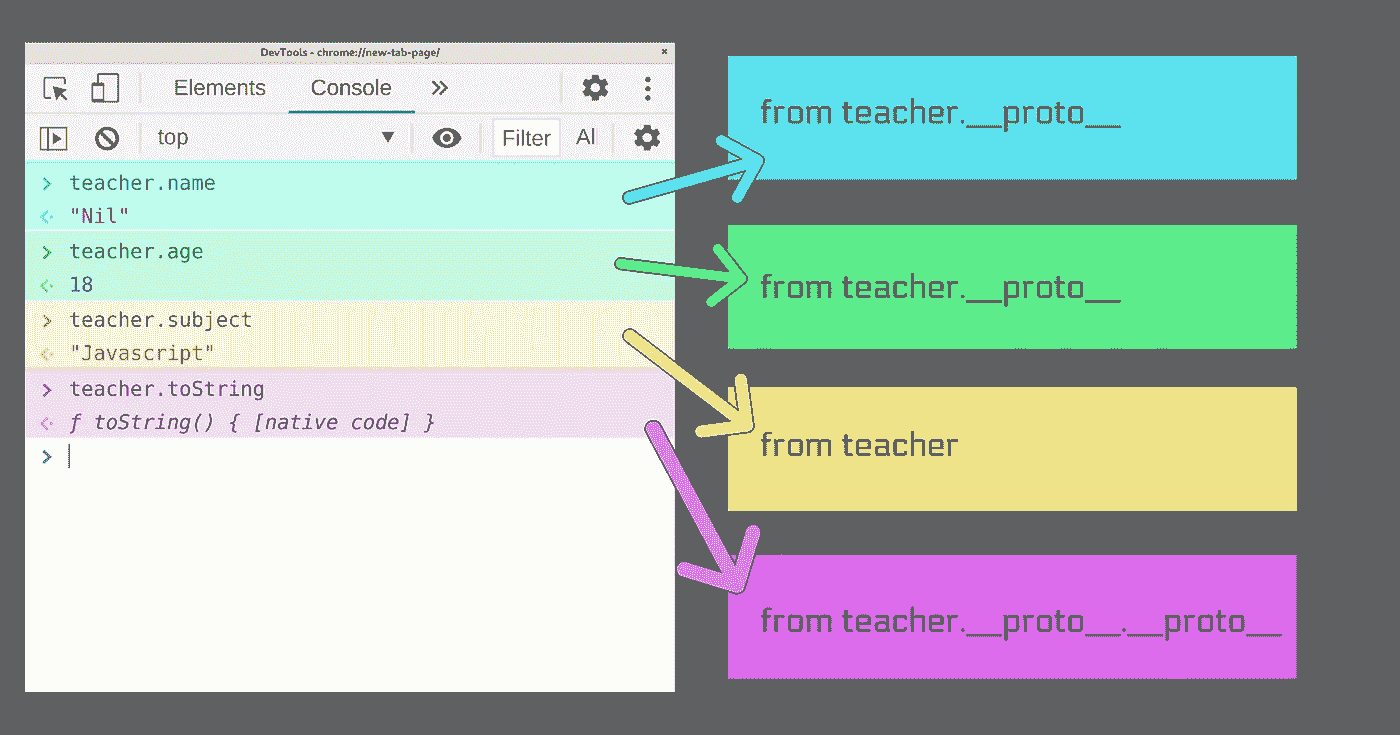 DevTools - chrome://new-tab-page/
Elements Console
top Filter Al
teacher.name
"Nil"
teacher.age
18
teacher.subject
"Javascript"
teacher.toString
f toString() { [native code] }
from teacher.__proto__
from teacher.__proto__
from teacher
from teacher.__proto__.__proto__